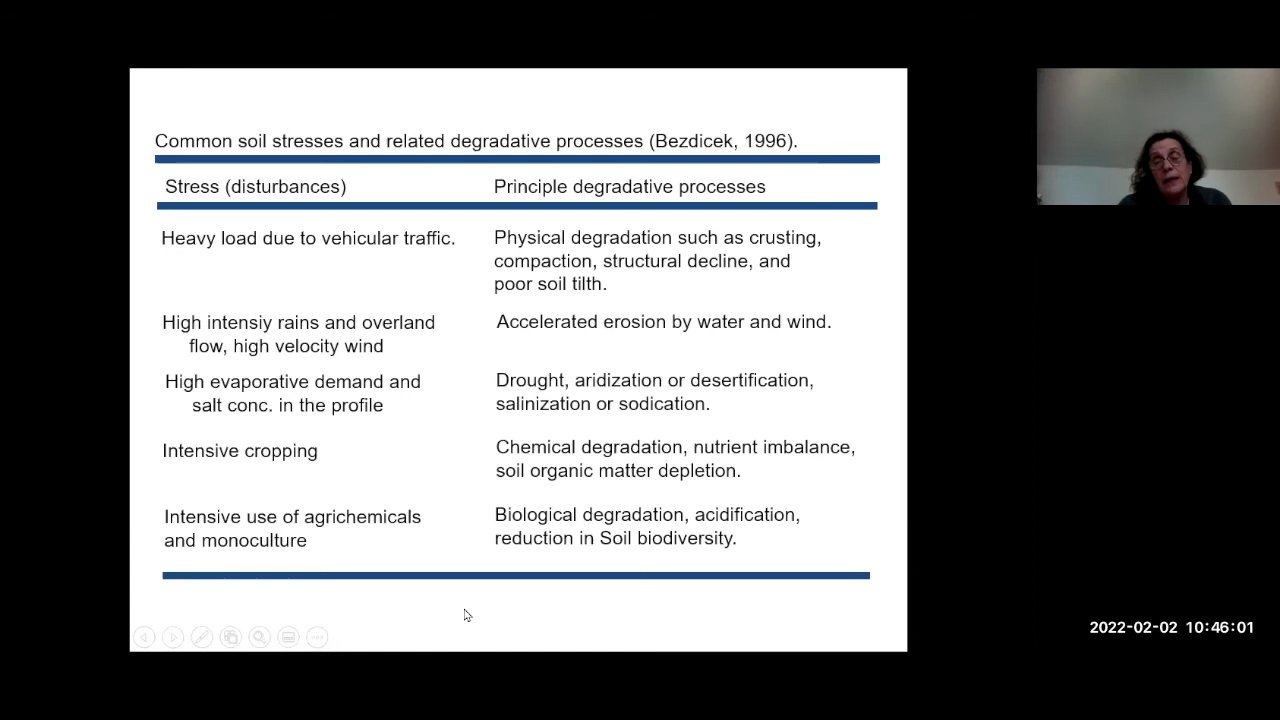 Common soil stresses and related degradative processes (Bezdicek, 1996).
Stress (disturbances)
Principle degradative processes
Heavy load due to vehicular traffic.
Physical degradation such as crusting,
compaction, structural decline, and
poor soil tilth.
High intensiy rains and overland
flow, high velocity wind
Accelerated erosion by water and wind.
High evaporative demand and
salt conc. in the profile
Drought, aridization or desertification,
salinization or sodication.
Intensive cropping
Chemical degradation, nutrient imbalance,
soil organic matter depletion.
Intensive use of agrichemicals
and monoculture
Biological degradation, acidification,
reduction in Soil biodiversity.
2022-02-02 10:46:01